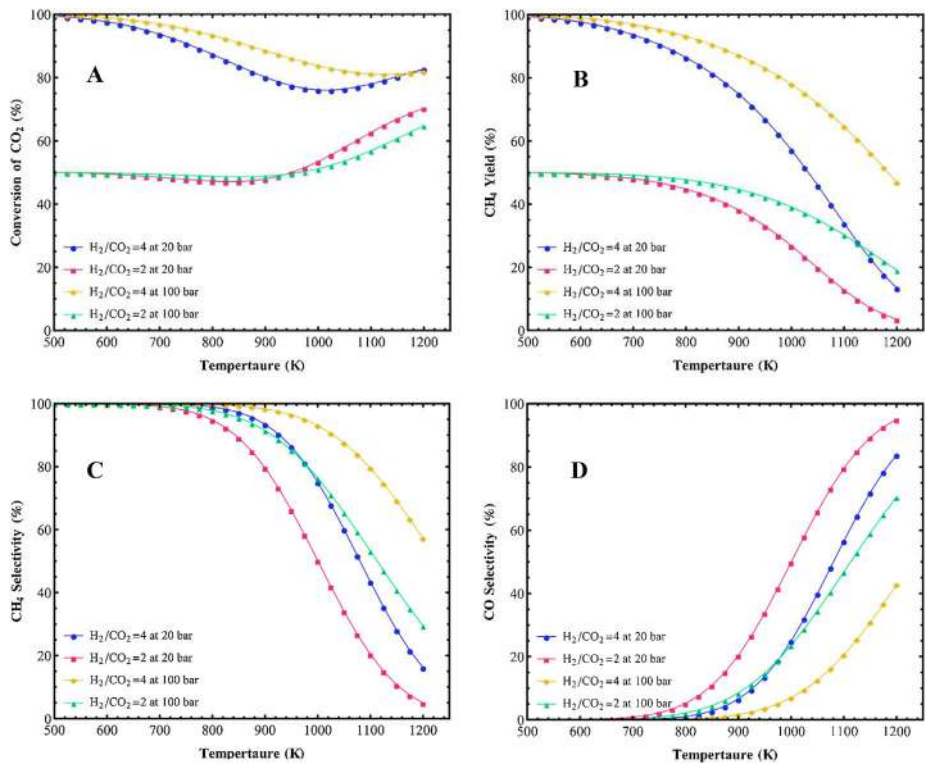 100
80
60
40
20
0
Conversion of CO₂ (%)
A
H₂/CO₂=4 at 20 bar
H₂/CO₂=2 at 20 bar
H₂/CO₂=4 at 100 bar
H₂/CO₂=2 at 100 bar
500 600 700 800 900 1000 1100 1200
Tempertaure (K)
100
80
60
40
20
0
CH₄ Yield (%)
B
H₂/CO₂=4 at 20 bar
H₂/CO₂=2 at 20 bar
H₂/CO₂=4 at 100 bar
H₂/CO₂=2 at 100 bar
500 600 700 800 900 1000 1100 1200
Tempertaure (K)
100
80
60
40
20
0
CH₄ Selectivity (%)
C
H₂/CO₂=4 at 20 bar
H₂/CO₂=2 at 20 bar
H₂/CO₂=4 at 100 bar
H₂/CO₂=2 at 100 bar
500 600 700 800 900 1000 1100 1200
Tempertaure (K)
100
80
60
40
20
0
CO Selectivity (%)
D
H₂/CO₂=4 at 20 bar
H₂/CO₂=2 at 20 bar
H₂/CO₂=4 at 100 bar
H₂/CO₂=2 at 100 bar
500 600 700 800 900 1000 1100 1200
Tempertaure (K)